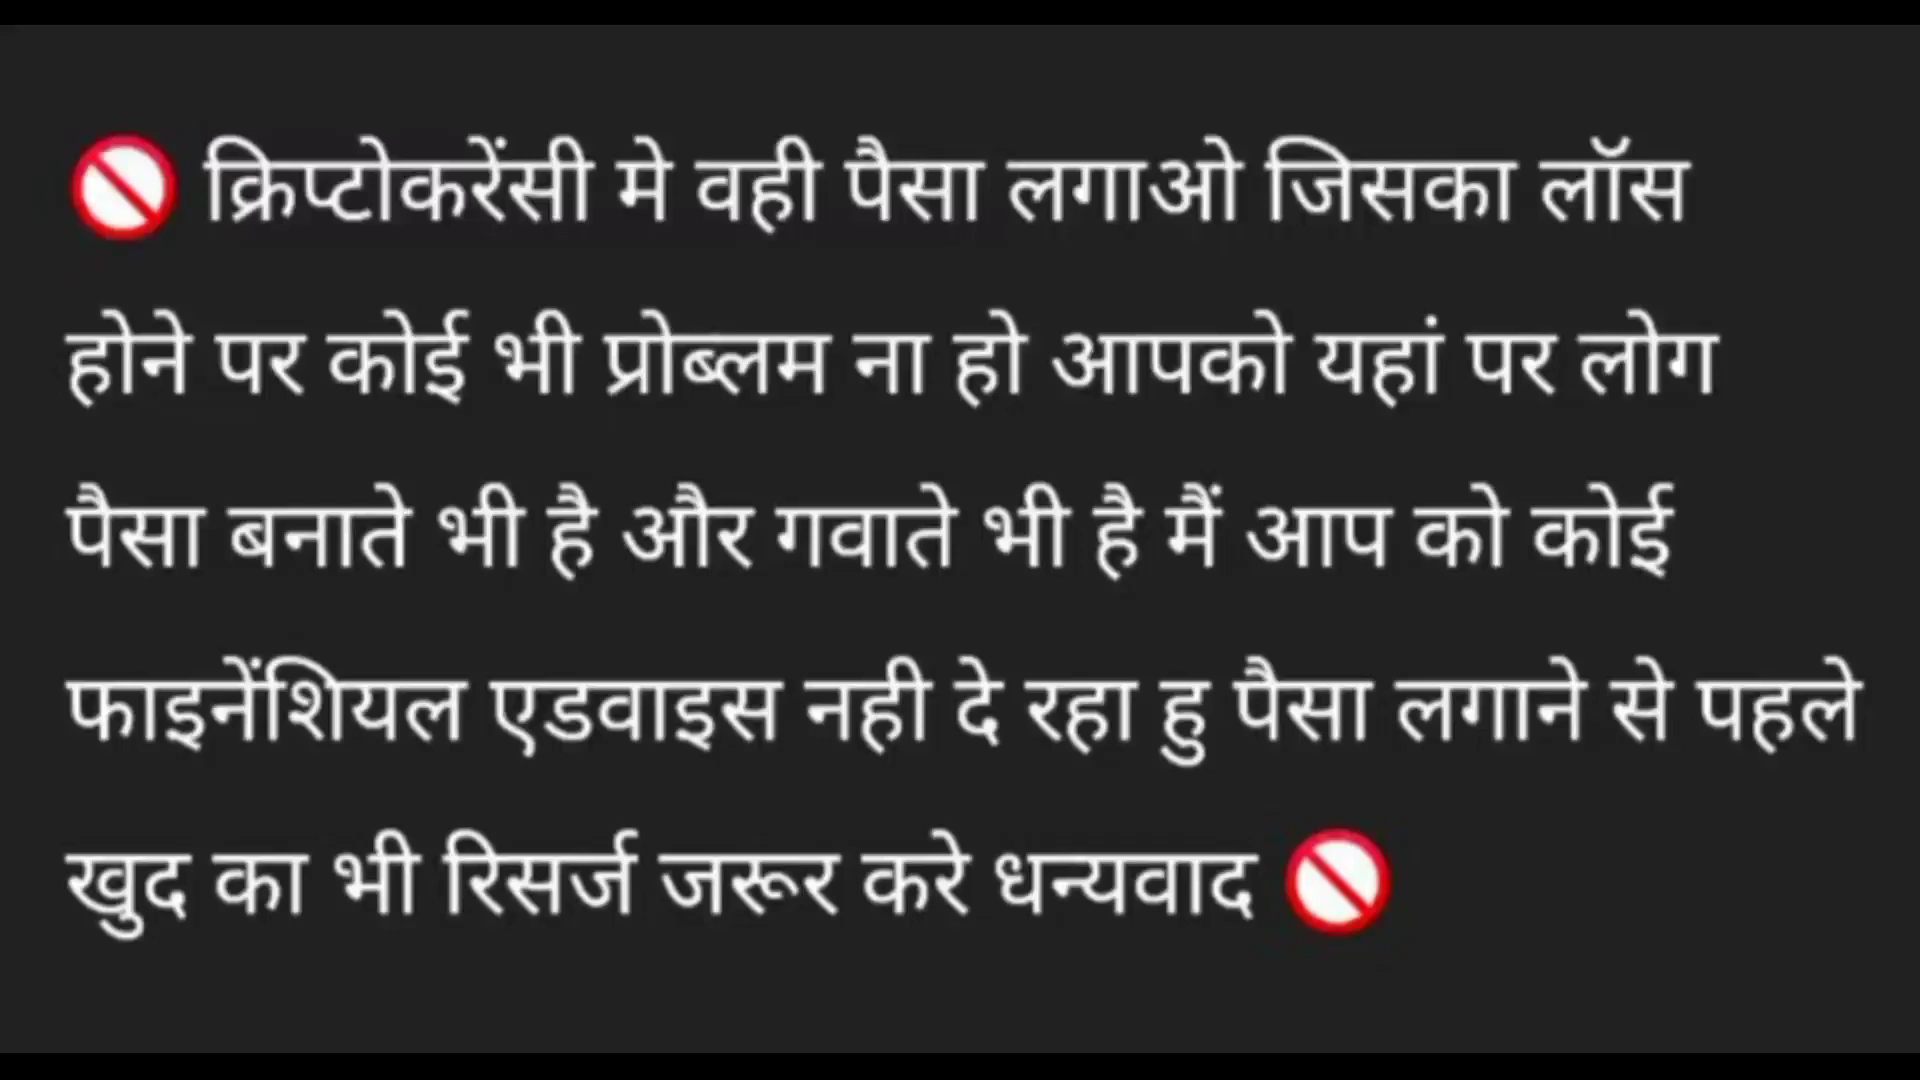 🚫 क्रिप्टोकरेंसी मे वही पैसा लगाओ जिसका लॉस
होने पर कोई भी प्रोब्लम ना हो आपको यहां पर लोग
पैसा बनाते भी है और गवाते भी है मैं आप को कोई
फाइनेंशियल एडवाइस नही दे रहा हु पैसा लगाने से पहले
खुद का भी रिसर्ज जरूर करे धन्यवाद 🚫